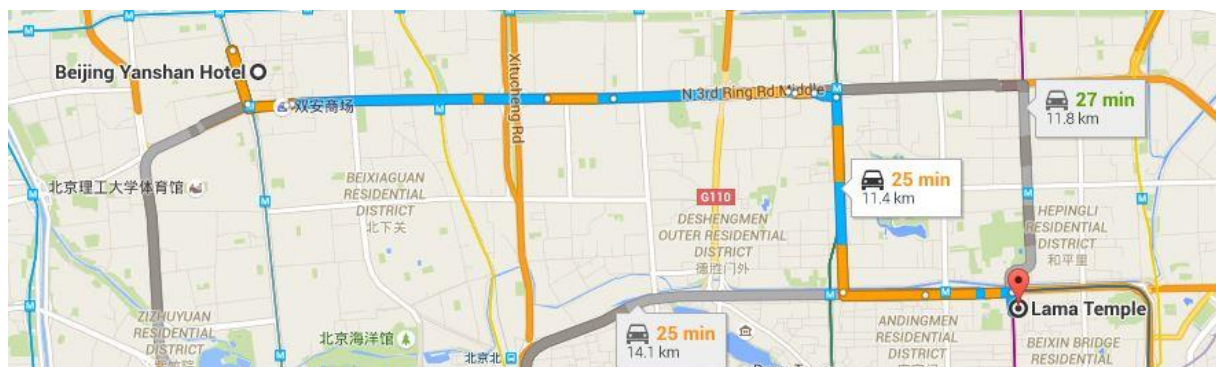 Beijing Yanshan Hotel
双安商场
Xitucheng Rd
N 3rd Ring Rd Middle
27 min
11.8 km
北京理工大学体育馆
BEIXIAGUAN
RESIDENTIAL
DISTRICT
北下关
25 min
11.4 km
G110
DESHENGMEN
OUTER RESIDENTIAL
DISTRICT
德胜门外
HEPINGLI
RESIDENTIAL
DISTRICT
和平里
Lama Temple
ZIZHUYUAN
RESIDENTIAL
DISTRICT
北京海洋馆
北京北
25 min
14.1 km
ANDINGMEN
RESIDENTIAL
DISTRICT
BEIXIN BRIDGE
RESIDENTIAL